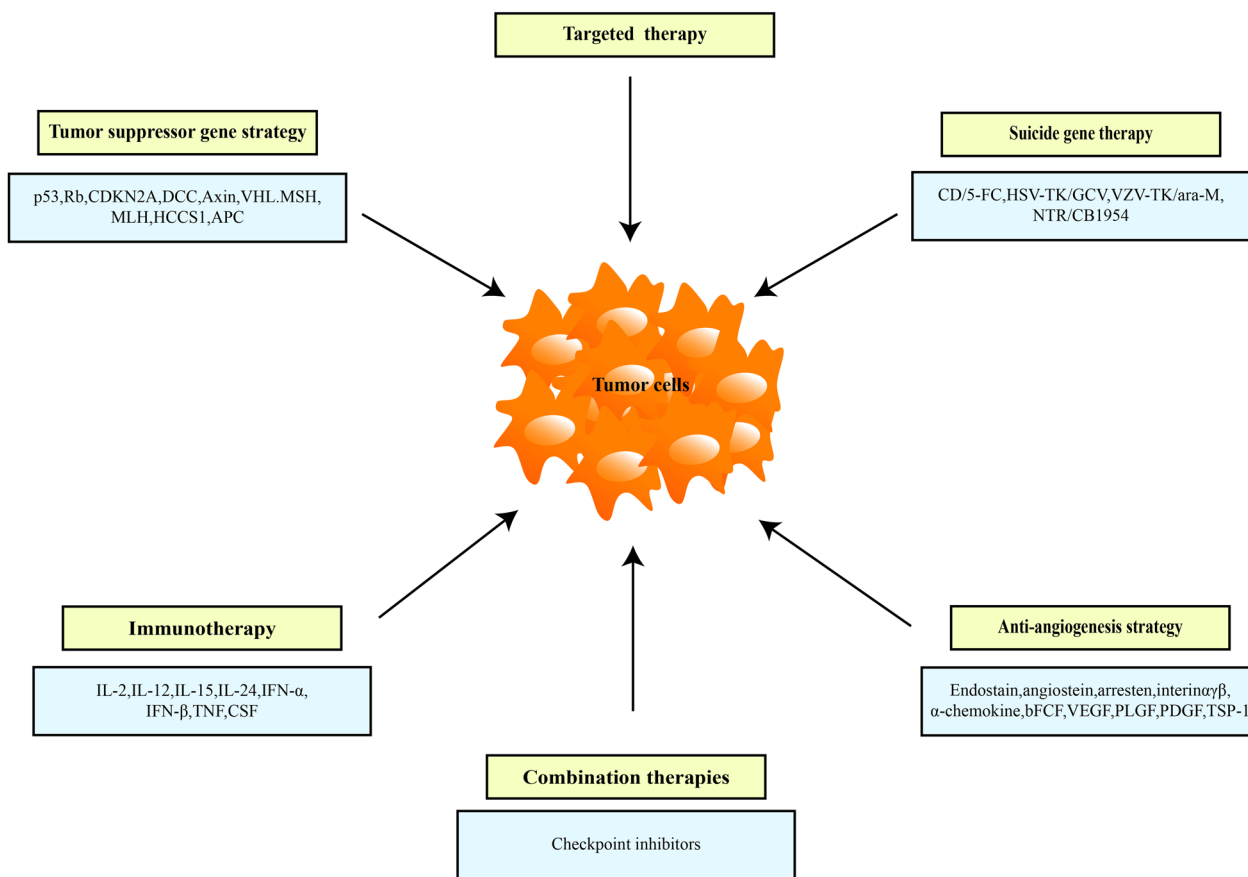 Targeted therapy
Tumor suppressor gene strategy
p53,Rb,CDKN2A,DCC,Axin,VHL.MSH,
MLH,HCCS1,APC
Suicide gene therapy
CD/5-FC,HSV-TK/GCV,VZV-TK/ara-M,
NTR/CB1954
Tumor cells
Immunotherapy
IL-2,IL-12,IL-15,IL-24,IFN-α,
IFN-β,TNF,CSF
Anti-angiogenesis strategy
Endostain,angiostein,arresten,interinαγβ,
α-chemokine,bFCF,VEGF,PLGF,PDGF,TSP-1
Combination therapies
Checkpoint inhibitors